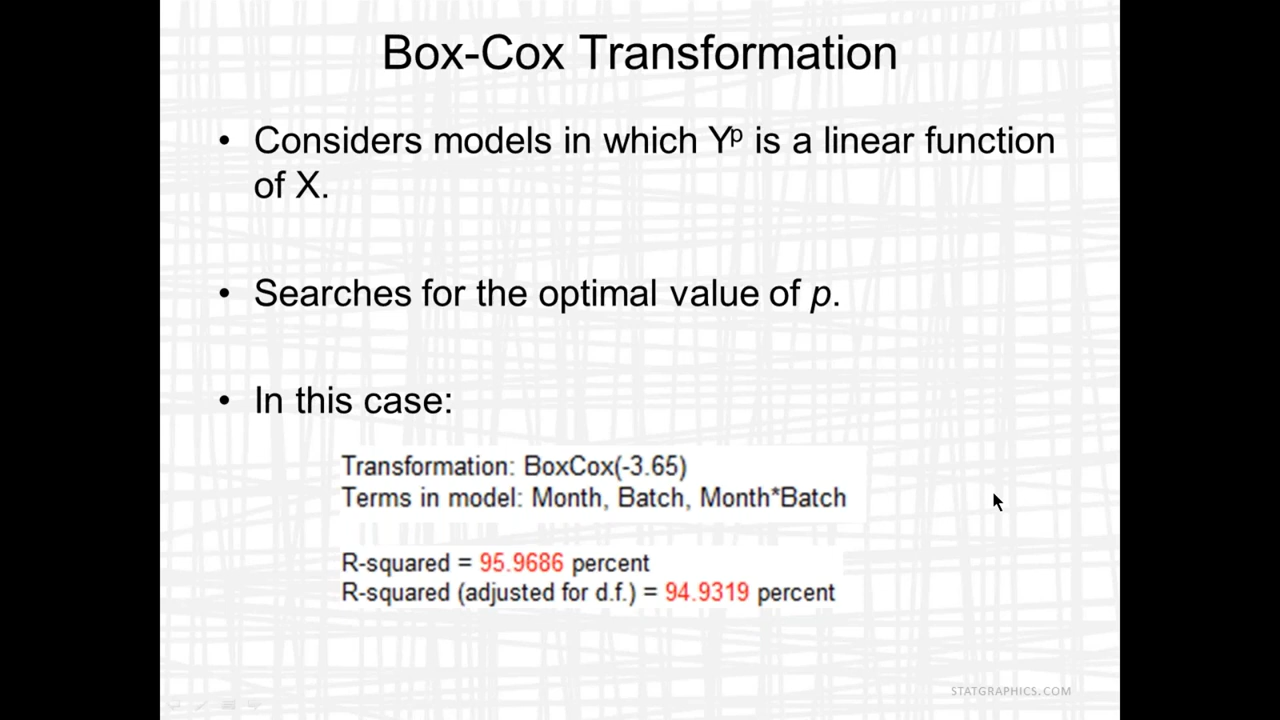 Box-Cox Transformation
• Considers models in which Yᵖ is a linear function
of X.
• Searches for the optimal value of p.
• In this case:
Transformation: BoxCox(-3.65)
Terms in model: Month, Batch, Month*Batch
R-squared = 95.9686 percent
R-squared (adjusted for d.f.) = 94.9319 percent
STATGRAPHICS.COM